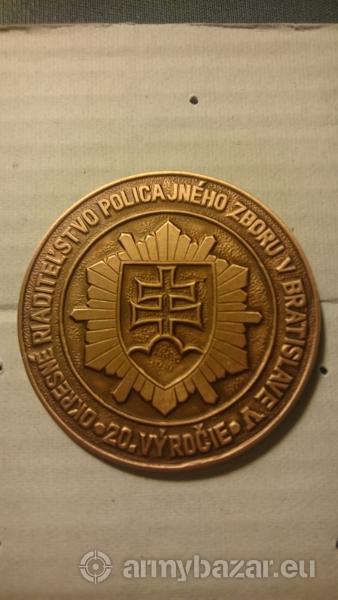 OKRESNÉ RIADITEĽSTVO POLICAJNÉHO ZBORU V BRATISLAVE V
• 20. VÝROČIE •
armybazar.eu